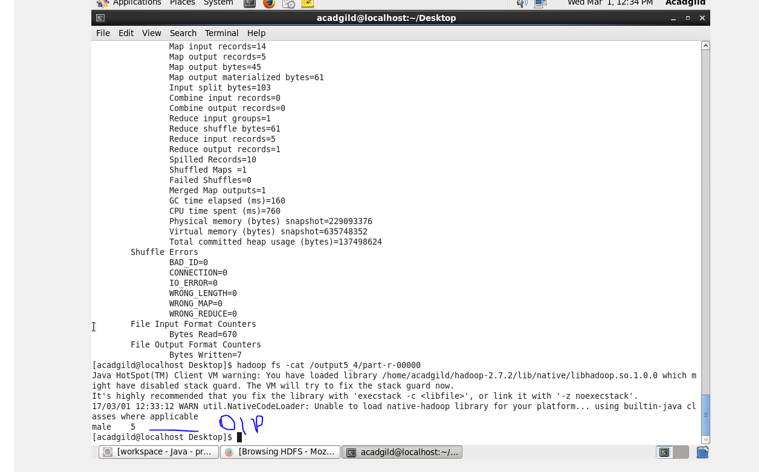 Applications Places System Wed Mar 1, 12:34 PM Acadgild
acadgild@localhost:~/Desktop
File Edit View Search Terminal Help
Map input records=14
Map output records=5
Map output bytes=45
Map output materialized bytes=61
Input split bytes=103
Combine input records=0
Combine output records=0
Reduce input groups=1
Reduce shuffle bytes=61
Reduce input records=5
Reduce output records=1
Spilled Records=10
Shuffled Maps =1
Failed Shuffles=0
Merged Map outputs=1
GC time elapsed (ms)=160
CPU time spent (ms)=760
Physical memory (bytes) snapshot=229093376
Virtual memory (bytes) snapshot=635748352
Total committed heap usage (bytes)=137498624
Shuffle Errors
BAD_ID=0
CONNECTION=0
IO_ERROR=0
WRONG_LENGTH=0
WRONG_MAP=0
WRONG_REDUCE=0
File Input Format Counters
Bytes Read=670
File Output Format Counters
Bytes Written=7
[acadgild@localhost Desktop]$ hadoop fs -cat /output5_4/part-r-00000
Java HotSpot(TM) Client VM warning: You have loaded library /home/acadgild/hadoop-2.7.2/lib/native/libhadoop.so.1.0.0 which m
ight have disabled stack guard. The VM will try to fix the stack guard now.
It's highly recommended that you fix the library with 'execstack -c <libfile>', or link it with '-z noexecstack'.
17/03/01 12:33:12 WARN util.NativeCodeLoader: Unable to load native-hadoop library for your platform... using builtin-java cl
asses where applicable
male 5 O/P
[acadgild@localhost Desktop]$
[workspace - Java - pr... [Browsing HDFS - Moz... acadgild@localhost:~/...